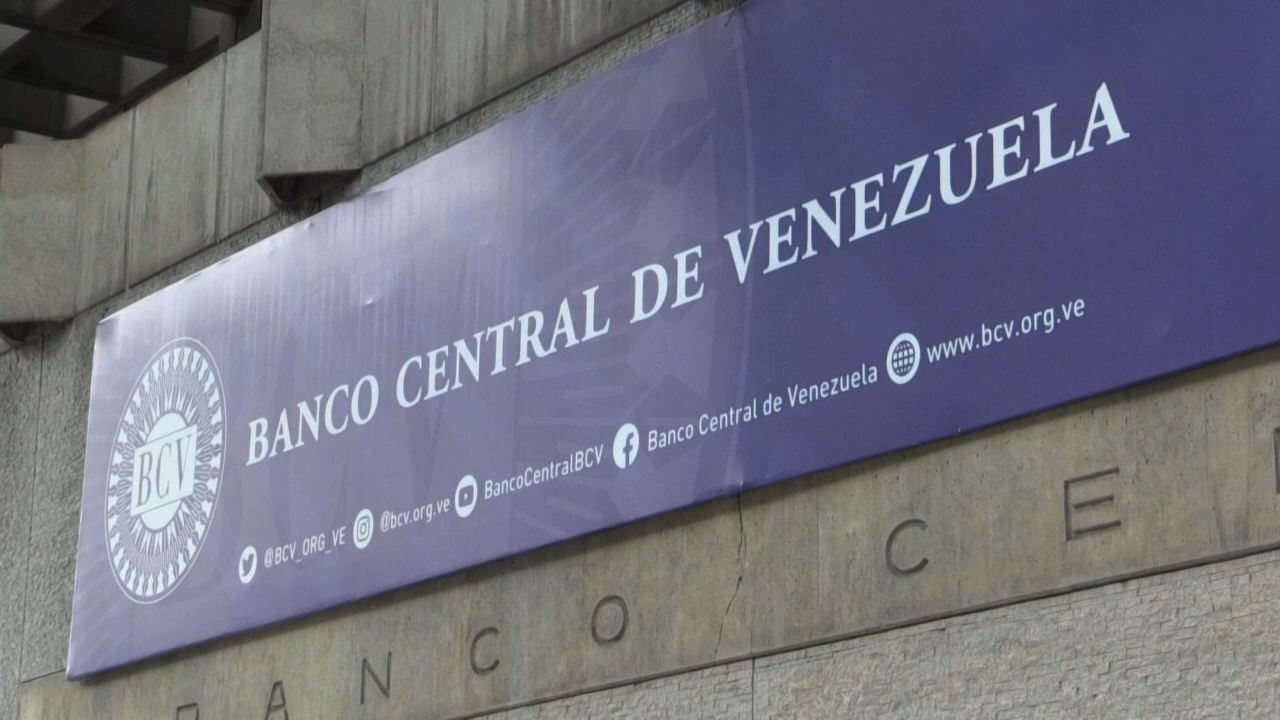 BCV
BANCO CENTRAL DE VENEZUELA
@BCV_ORG_VE @bcv.org.ve BancoCentralBCV Banco Central de Venezuela www.bcv.org.ve
BANCO CE